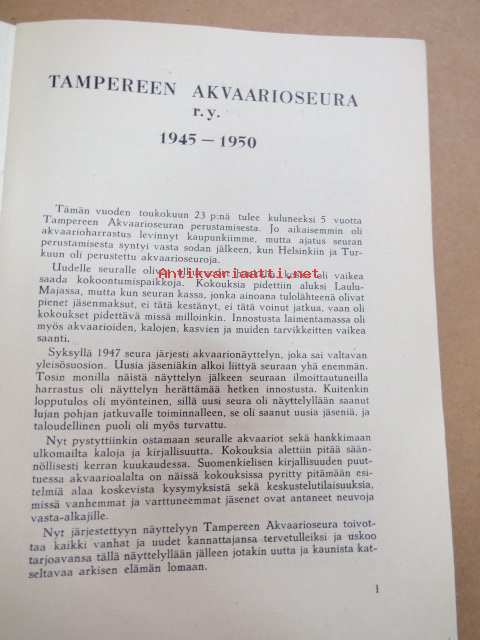 TAMPEREEN AKVAARIOSEURA
r.y.
1945 — 1950
Tämän vuoden toukokuun 23 p:nä tulee kuluneeksi 5 vuotta
Tampereen Akvaarioseuran perustamisesta. Jo aikaisemmin oli
akvaarioharrastus levinnyt kaupunkiimme, mutta ajatus seuran
perustamisesta syntyi vasta sodan jälkeen, kun Helsinkiin ja Tur-
kuun oli perustettu akvaarioseuroja.
Uudelle seuralle oli
Antikvariaatti.net
oli vaikea
saada kokoontumispaikkoja. Kokouksia pidettiin aluksi Laulu-
Majassa, mutta kun seuran kassa, jonka ainoana tulolähteenä olivat
pienet jäsenmaksut, ei tätä kestänyt, ei tätä voinut jatkua, vaan oli
kokoukset pidettävä missä milloinkin. Innostusta laimentamassa oli
myös akvaarioiden, kalojen, kasvien ja muiden tarvikkeitten vaikea
saanti.
Syksyllä 1947 seura järjesti akvaarionäyttelyn, joka sai valtavan
yleisösuosion. Uusia jäseniäkin alkoi liittyä seuraan yhä enemmän.
Tosin monilla näistä näyttelyn jälkeen seuraan ilmoittautuneilla
harrastus oli näyttelyn herättämää hetken innostusta. Kuitenkin
lopputulos oli myönteinen, sillä uusi seura oli näyttelyllään saanut
lujan pohjan jatkuvalle toiminnalleen, se oli saanut uusia jäseniä, ja
taloudellinen puoli oli myös turvattu.
Nyt pystyttiinkin ostamaan seuralle akvaariot sekä hankkimaan
ulkomailta kaloja ja kirjallisuutta. Kokouksia alettiin pitää sään-
nöllisesti kerran kuukaudessa. Suomenkielisen kirjallisuuden puut-
tuessa akvaarioalalta on näissä kokouksissa pyritty pitämään esi-
telmiä alaa koskevista kysymyksistä sekä keskustelutilaisuuksia,
missä vanhemmat ja varttuneemmat jäsenet ovat antaneet neuvoja
vasta-alkajille.
Nyt järjestettyyn näyttelyyn Tampereen Akvaarioseura toivot-
taa kaikki vanhat ja uudet kannattajansa tervetulleiksi ja uskoo
tarjoavansa tällä näyttelyllään jälleen jotakin uutta ja kaunista kat-
seltavaa arkisen elämän lomaan.
1